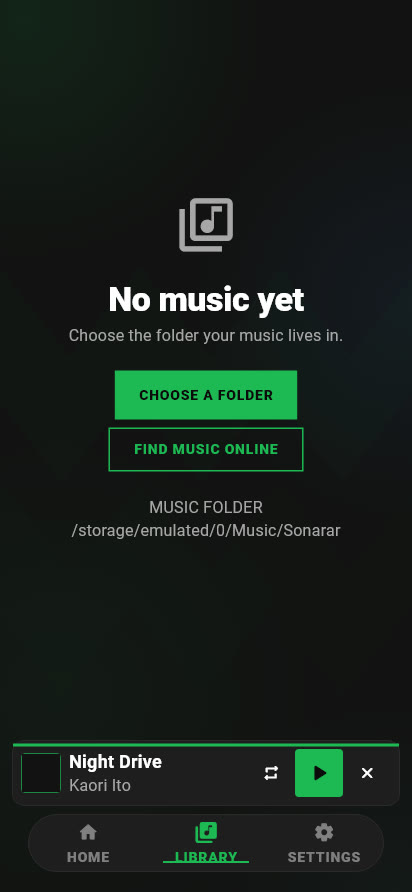 No music yet
Choose the folder your music lives in.
CHOOSE A FOLDER
FIND MUSIC ONLINE
MUSIC FOLDER
/storage/emulated/0/Music/Sonarar
Night Drive
Kaori Ito
HOME
LIBRARY
SETTINGS